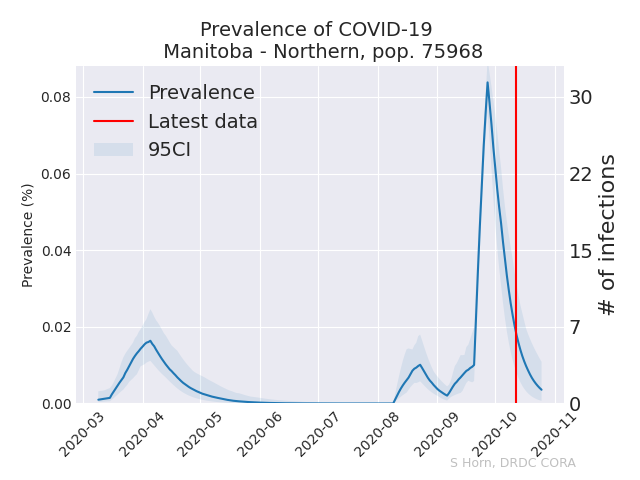 Prevalence of COVID-19
Manitoba - Northern, pop. 75968
Prevalence
Latest data
95CI
Prevalence (%)
0.08
0.06
0.04
0.02
0.00
30
22
15
7
0
# of infections
2020-03
2020-04
2020-05
2020-06
2020-07
2020-08
2020-09
2020-10
2020-11
S Horn, DRDC CORA